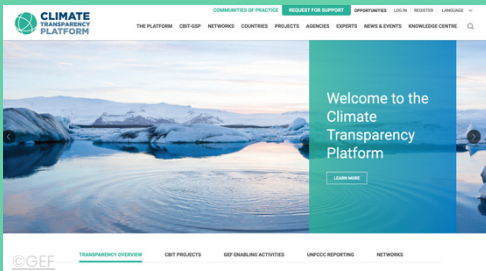 COMMUNITIES OF PRACTICE REQUEST FOR SUPPORT OPPORTUNITIES LOG IN REGISTER LANGUAGE
CLIMATE
TRANSPARENCY
PLATFORM
THE PLATFORM CBIT-GSP NETWORKS COUNTRIES PROJECTS AGENCIES EXPERTS NEWS & EVENTS KNOWLEDGE CENTRE
Welcome to the
Climate
Transparency
Platform
LEARN MORE
TRANSPARENCY OVERVIEW CBIT PROJECTS GEF ENABLING ACTIVITIES UNFCCC REPORTING NETWORKS
©GEF